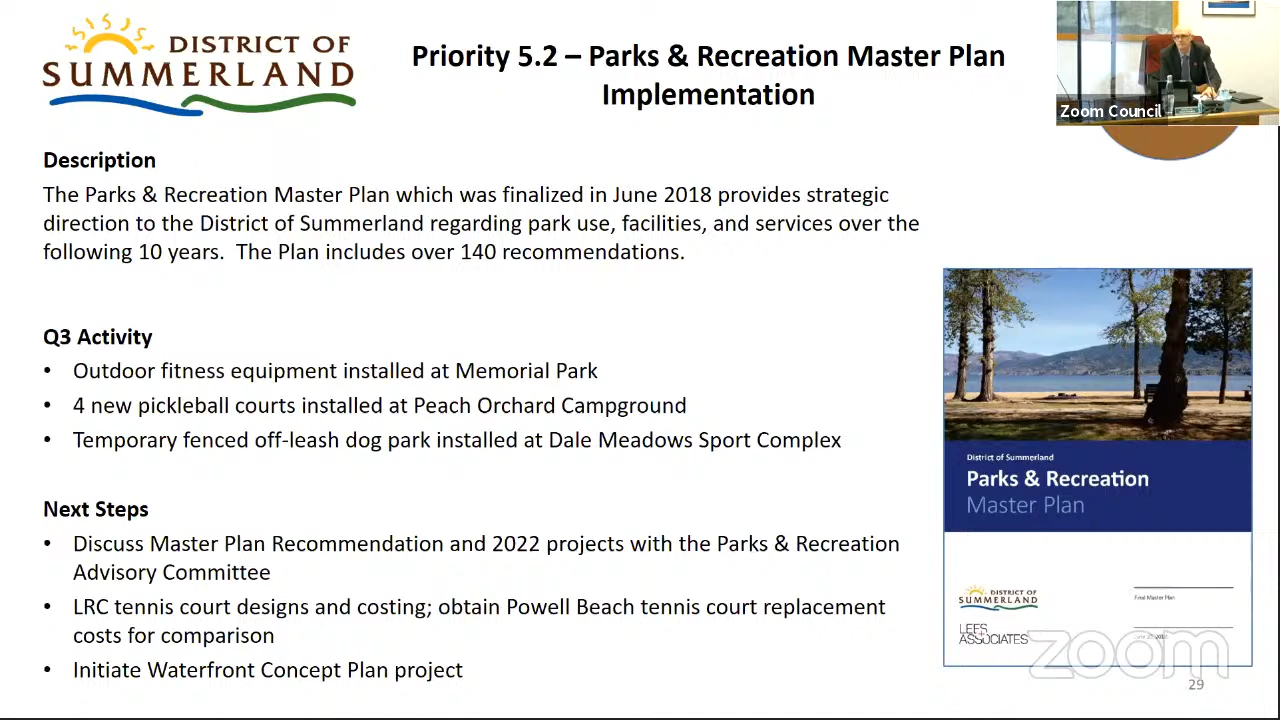 DISTRICT OF
SUMMERLAND
Priority 5.2 – Parks & Recreation Master Plan
Implementation
Zoom Council
Description
The Parks & Recreation Master Plan which was finalized in June 2018 provides strategic
direction to the District of Summerland regarding park use, facilities, and services over the
following 10 years.  The Plan includes over 140 recommendations.
Q3 Activity
• Outdoor fitness equipment installed at Memorial Park
• 4 new pickleball courts installed at Peach Orchard Campground
• Temporary fenced off-leash dog park installed at Dale Meadows Sport Complex
Next Steps
• Discuss Master Plan Recommendation and 2022 projects with the Parks & Recreation
Advisory Committee
• LRC tennis court designs and costing; obtain Powell Beach tennis court replacement
costs for comparison
• Initiate Waterfront Concept Plan project
District of Summerland
Parks & Recreation
Master Plan
DISTRICT OF
SUMMERLAND
Final Master Plan
LEES
+ASSOCIATES
zoom
29